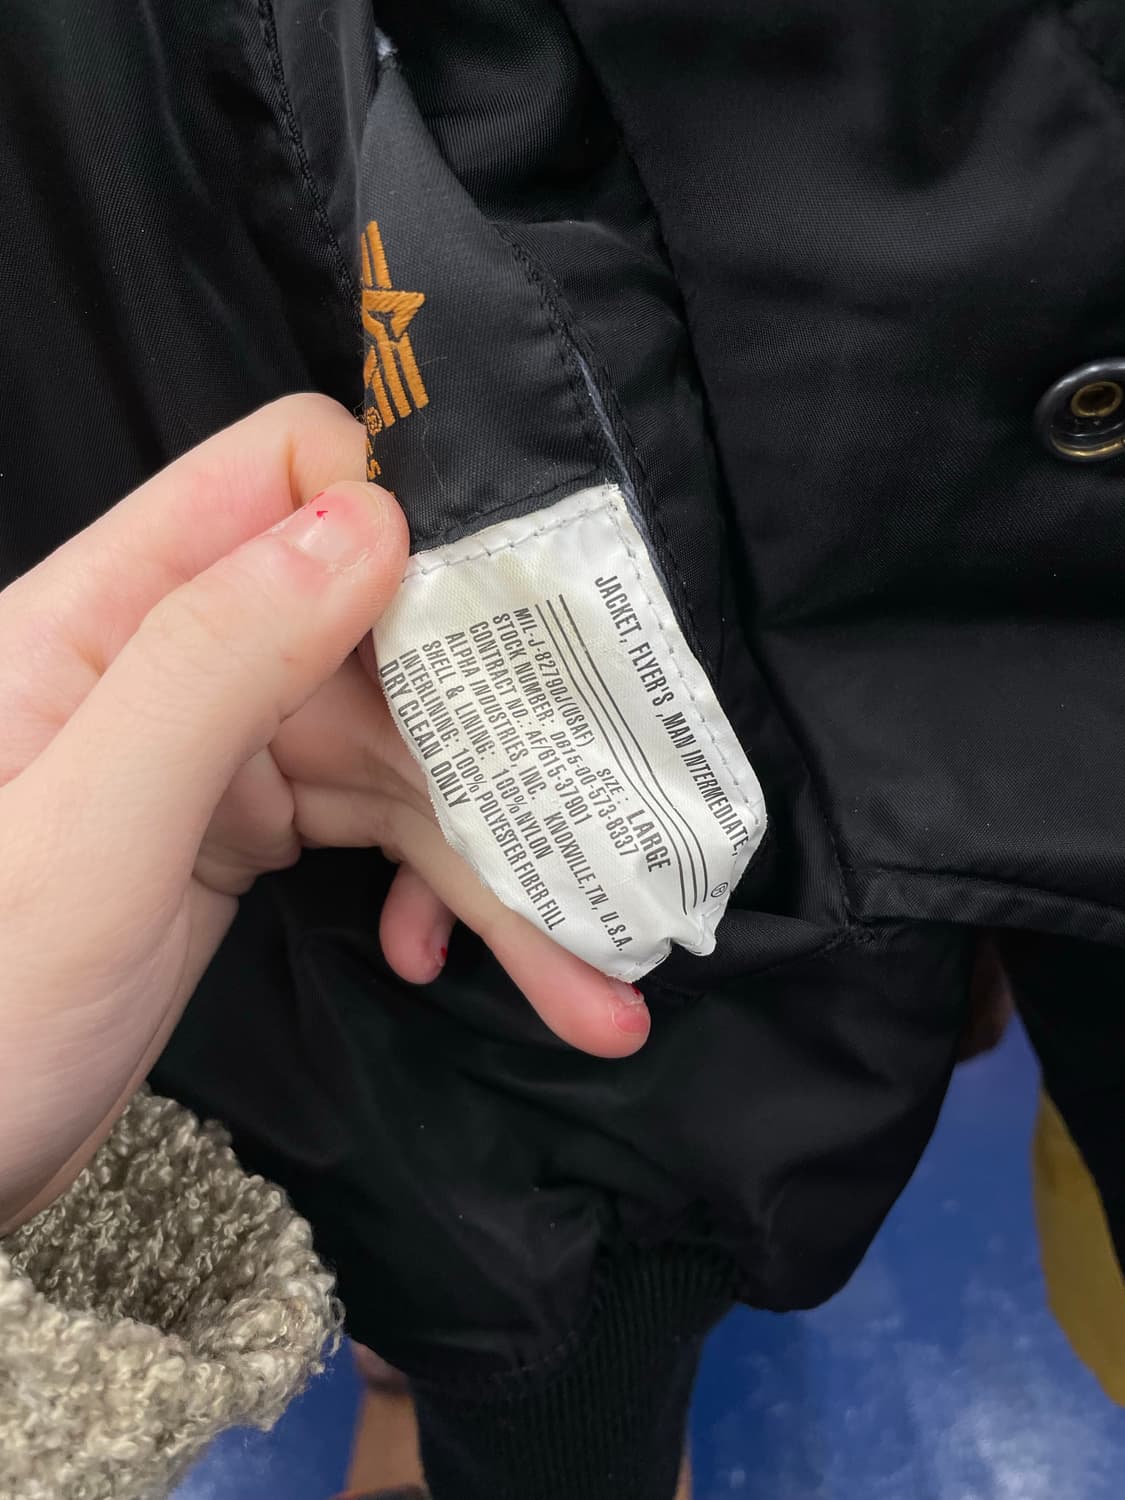 JACKET, FLYER'S ,MAN INTERMEDIATE,
SIZE: LARGE
MIL-J-82790J(USAF)
STOCK NUMBER: D615-00-573-8337
CONTRACT NO.: AF/615-37901
ALPHA INDUSTRIES, INC. KNOXVILLE, TN, U.S.A.
SHELL & LINING: 100% NYLON
INTERLINING: 100% POLYESTER FIBER FILL
DRY CLEAN ONLY